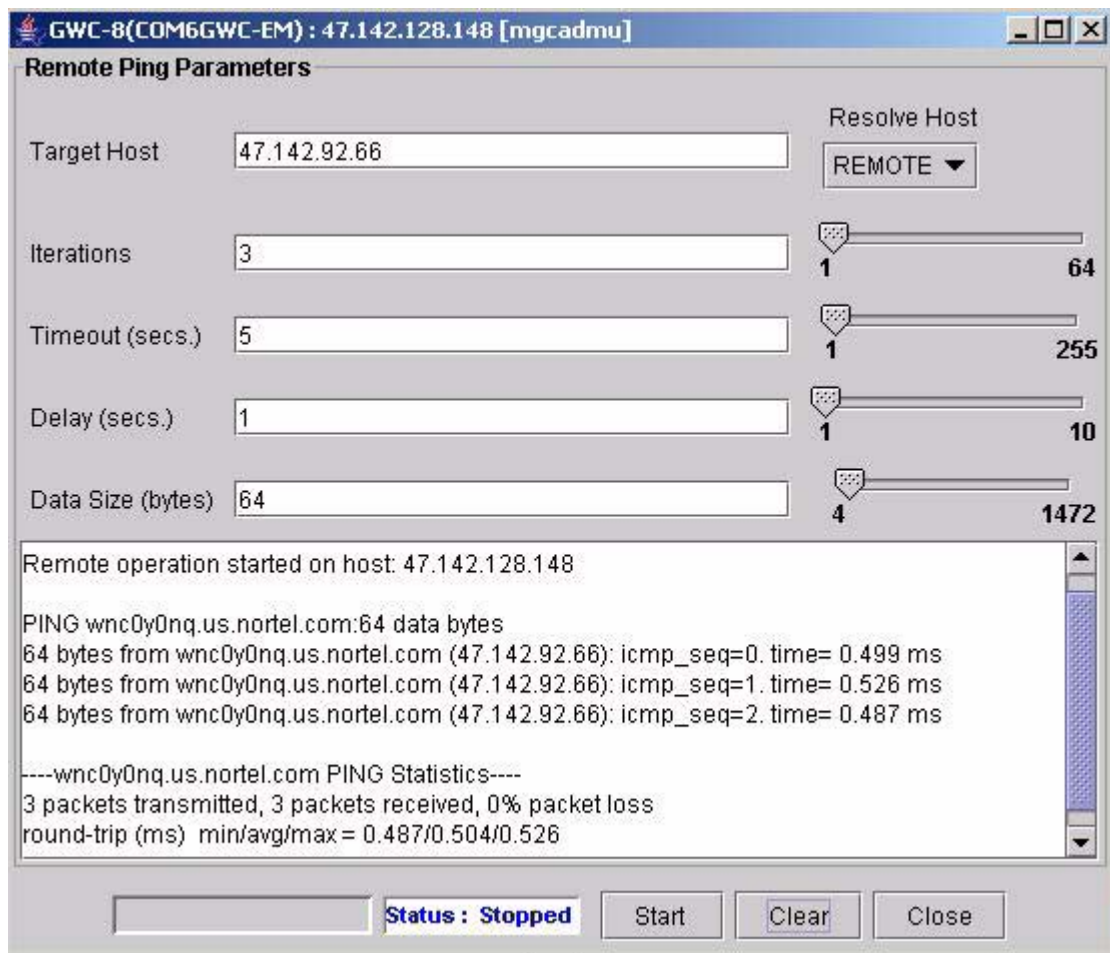 GWC-8(COM6GWC-EM) : 47.142.128.148 [mgcadmu]
Remote Ping Parameters
Resolve Host
Target Host 47.142.92.66 REMOTE
Iterations 3
1 64
Timeout (secs.) 5
1 255
Delay (secs.) 1
1 10
Data Size (bytes) 64
4 1472
Remote operation started on host: 47.142.128.148
PING wnc0y0nq.us.nortel.com:64 data bytes
64 bytes from wnc0y0nq.us.nortel.com (47.142.92.66): icmp_seq=0. time= 0.499 ms
64 bytes from wnc0y0nq.us.nortel.com (47.142.92.66): icmp_seq=1. time= 0.526 ms
64 bytes from wnc0y0nq.us.nortel.com (47.142.92.66): icmp_seq=2. time= 0.487 ms
----wnc0y0nq.us.nortel.com PING Statistics----
3 packets transmitted, 3 packets received, 0% packet loss
round-trip (ms)  min/avg/max = 0.487/0.504/0.526
Status : Stopped Start Clear Close